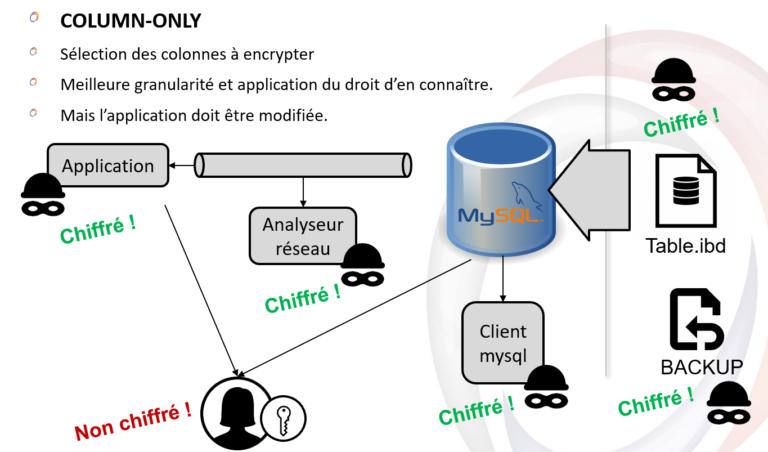 COLUMN-ONLY
Sélection des colonnes à encrypter
Meilleure granularité et application du droit d’en connaître.
Mais l’application doit être modifiée.
Chiffré !
Application
Chiffré !
Analyseur
réseau
Chiffré !
MySQL
Table.ibd
Client
mysql
Chiffré !
BACKUP
Chiffré !
Non chiffré !